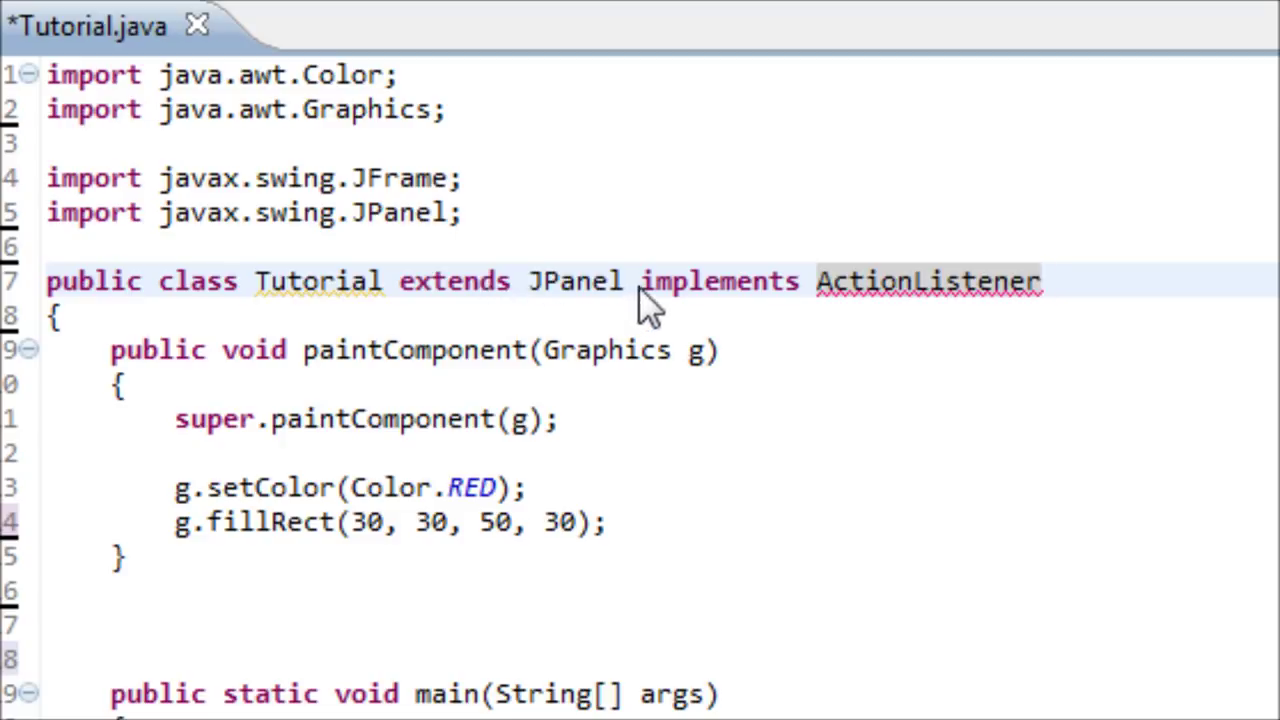 *Tutorial.java
1 import java.awt.Color;
2 import java.awt.Graphics;
3
4 import javax.swing.JFrame;
5 import javax.swing.JPanel;
6
7 public class Tutorial extends JPanel implements ActionListener
8 {
9 public void paintComponent(Graphics g)
0 {
1 super.paintComponent(g);
2
3 g.setColor(Color.RED);
4 g.fillRect(30, 30, 50, 30);
5 }
6
7
8
9 public static void main(String[] args)
{